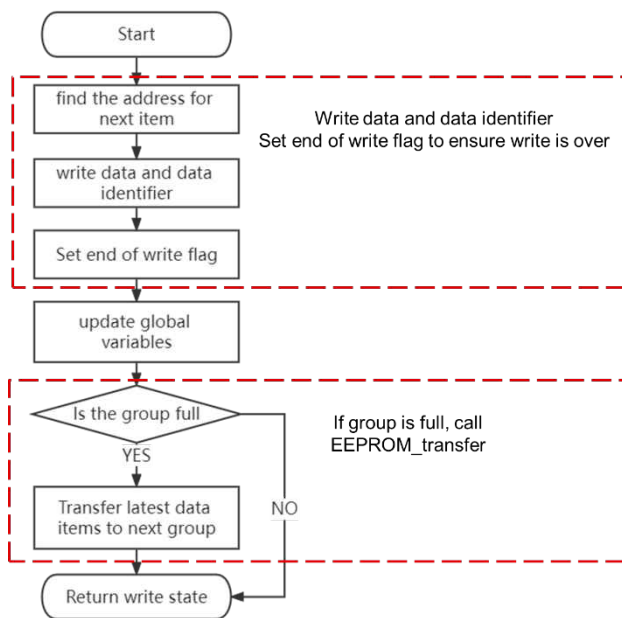 Start
find the address for
next item
Write data and data identifier
Set end of write flag to ensure write is over
write data and data
identifier
Set end of write flag
update global
variables
Is the group full
If group is full, call
EEPROM_transfer
YES
NO
Transfer latest data
items to next group
Return write state